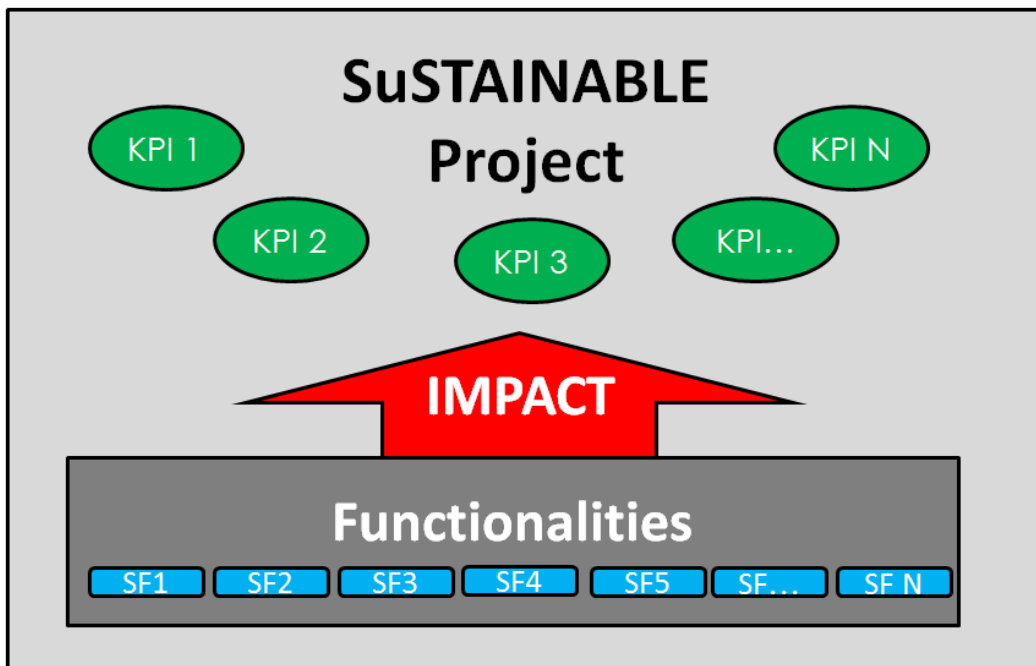 SuSTAINABLE
Project
KPI 1
KPI N
KPI 2
KPI 3
KPI...
IMPACT
Functionalities
SF1
SF2
SF3
SF4
SF5
SF...
SF N